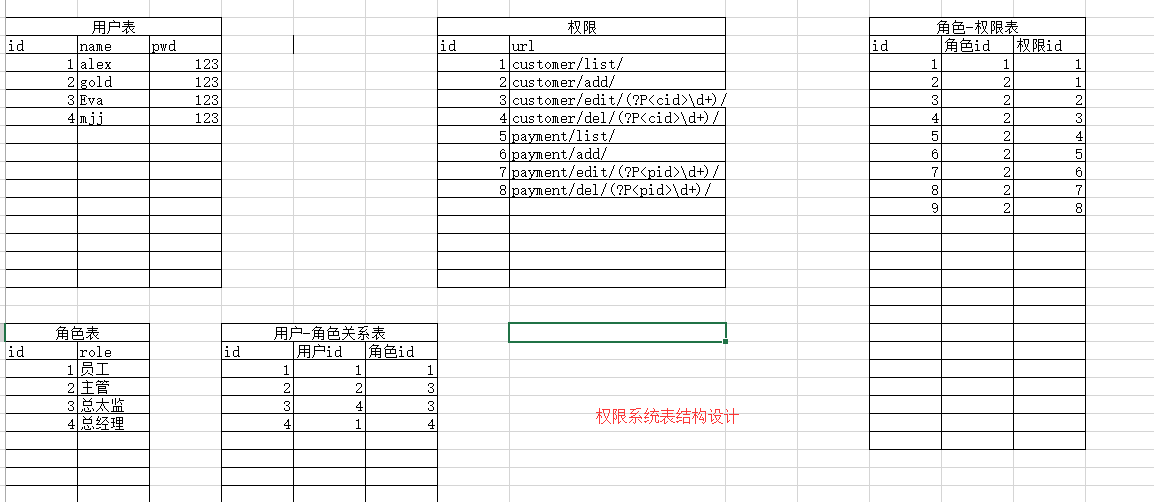 用户表 权限 角色-权限表
id name pwd id url id 角色id 权限id
1 alex 123 1 customer/list/ 1 1 1
2 gold 123 2 customer/add/ 2 2 1
3 Eva 123 3 customer/edit/(?P<cid>\d+)/ 3 2 2
4 mjj 123 4 customer/del/(?P<cid>\d+)/ 4 2 3
5 payment/list/ 5 2 4
6 payment/add/ 6 2 5
7 payment/edit/(?P<pid>\d+)/ 7 2 6
8 payment/del/(?P<pid>\d+)/ 8 2 7
9 2 8
角色表 用户-角色关系表
id role id 用户id 角色id
1 员工 1 1 1
2 主管 2 2 3
3 总太监 3 4 3
4 总经理 4 1 4
权限系统表结构设计